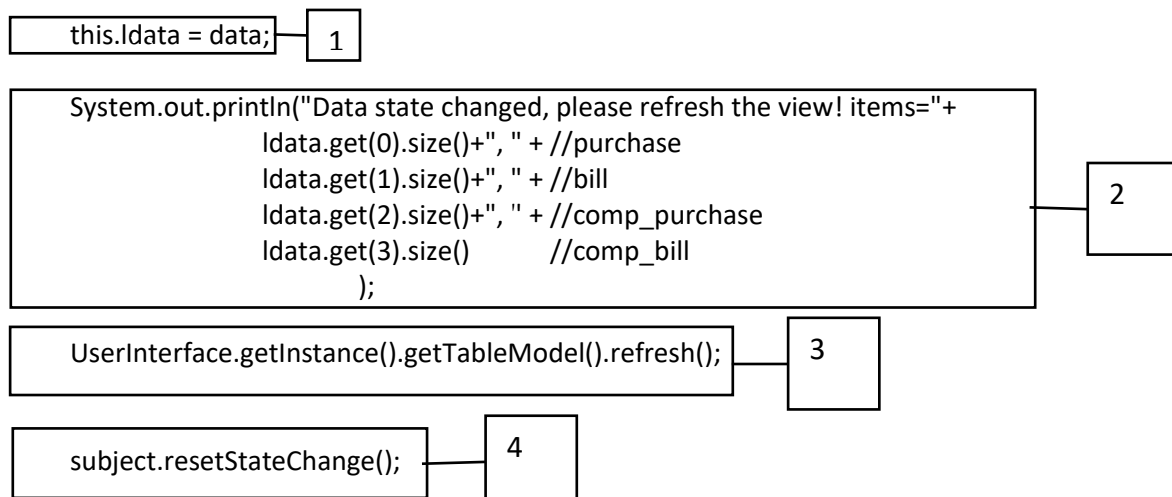 this.ldata = data;
1
System.out.println("Data state changed, please refresh the view! items="+
ldata.get(0).size()+", " + //purchase
ldata.get(1).size()+", " + //bill
ldata.get(2).size()+", " + //comp_purchase
ldata.get(3).size() //comp_bill
);
2
UserInterface.getInstance().getTableModel().refresh();
3
subject.resetStateChange();
4